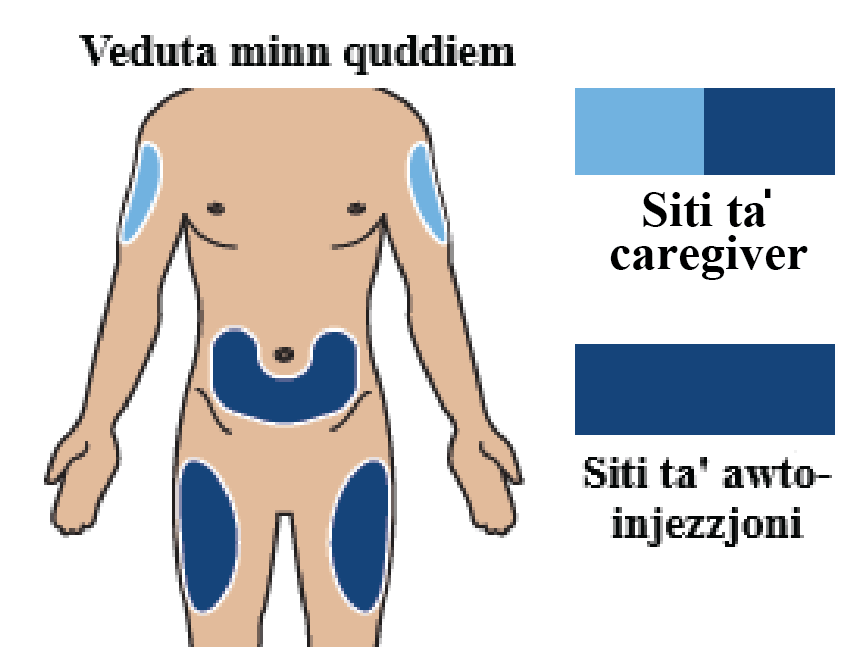 Veduta minn quddiem
Siti ta'
caregiver
Siti ta' awto-
injezzjoni